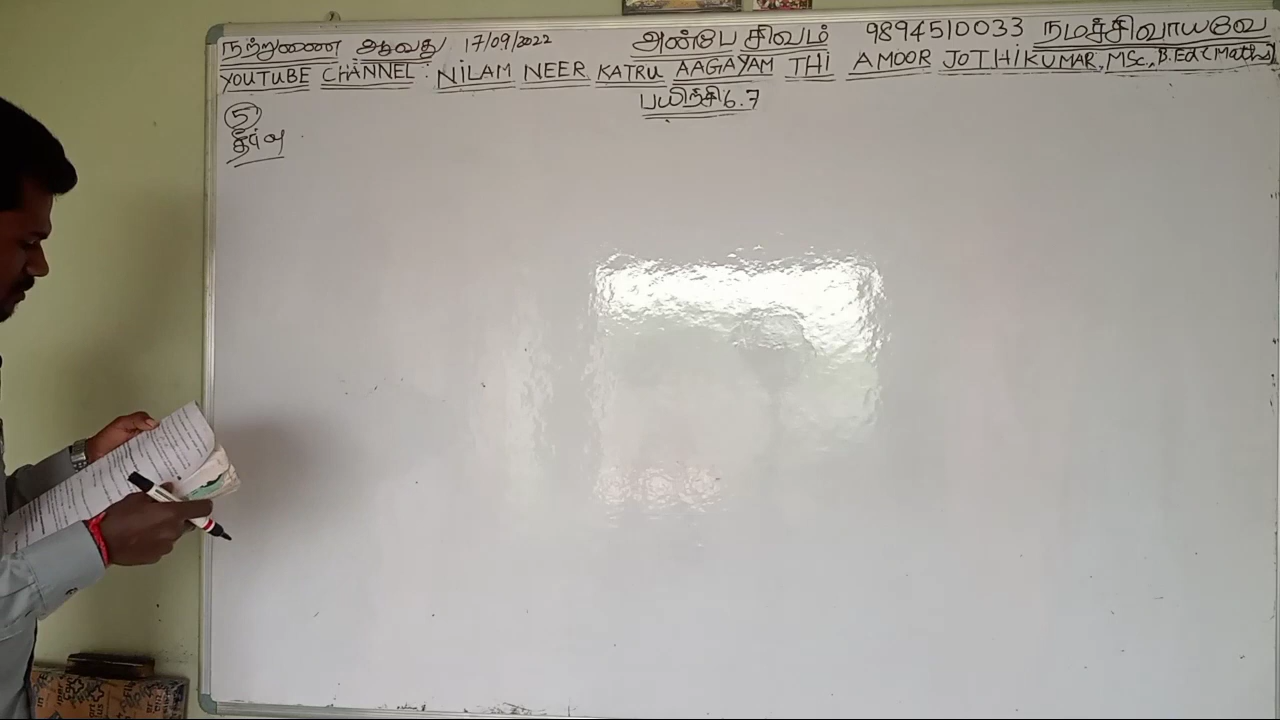 நற்றுணை ஆவது 17/09/2022 அன்பே சிவம் 9894510033 நமச்சிவாயவே
YOUTUBE CHANNEL : NILAM NEER KATRU AAGAYAM THI AMOOR JOTHIKUMAR, MSc., B.Ed (Maths)
பயிற்சி 6.7
5
தீர்வு